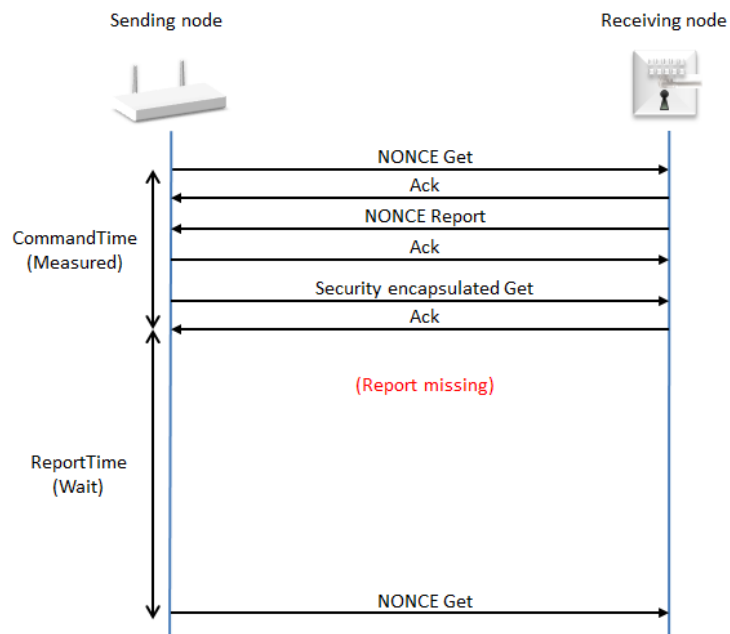 Sending node
Receiving node
NONCE Get
Ack
NONCE Report
CommandTime
(Measured)
Ack
Security encapsulated Get
Ack
(Report missing)
ReportTime
(Wait)
NONCE Get